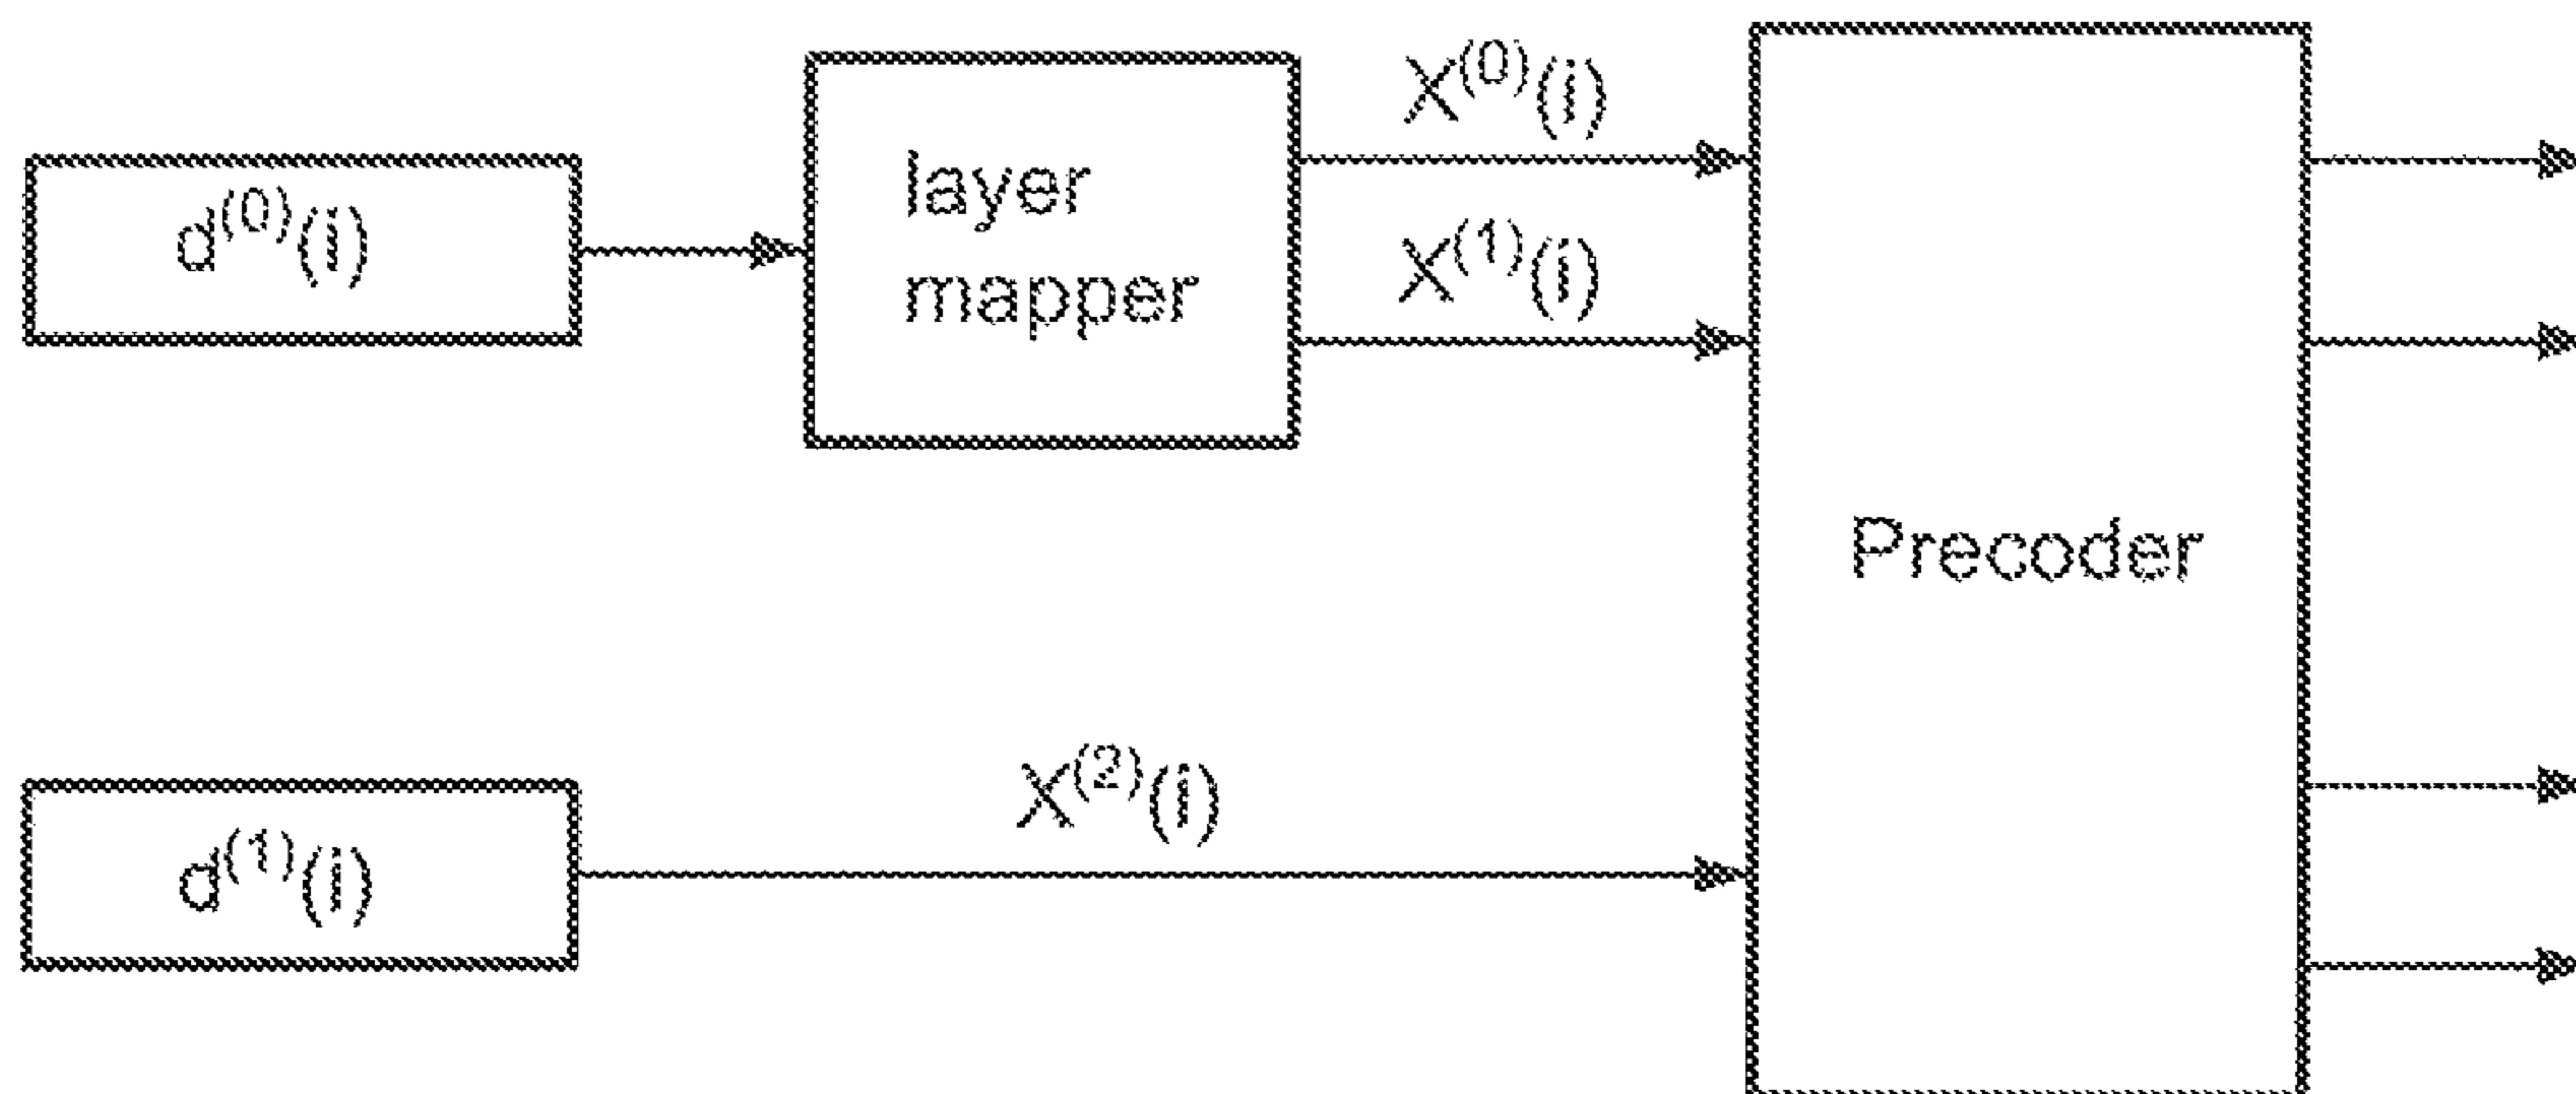 X⁽⁰⁾(i)
d⁽⁰⁾(i)
layer
mapper
X⁽¹⁾(i)
Precoder
X⁽²⁾(i)
d⁽¹⁾(i)